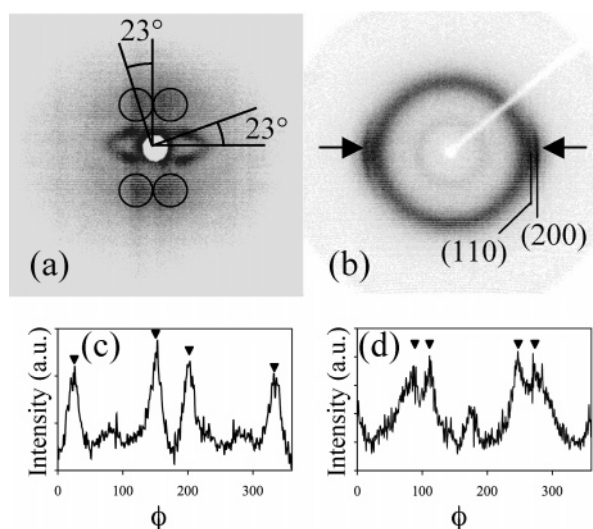 23°
23°
(a)
(b)
(110)
(200)
(c)
Intensity (a.u.)
0 100 200 300
ϕ
(d)
Intensity (a.u.)
0 100 200 300
ϕ